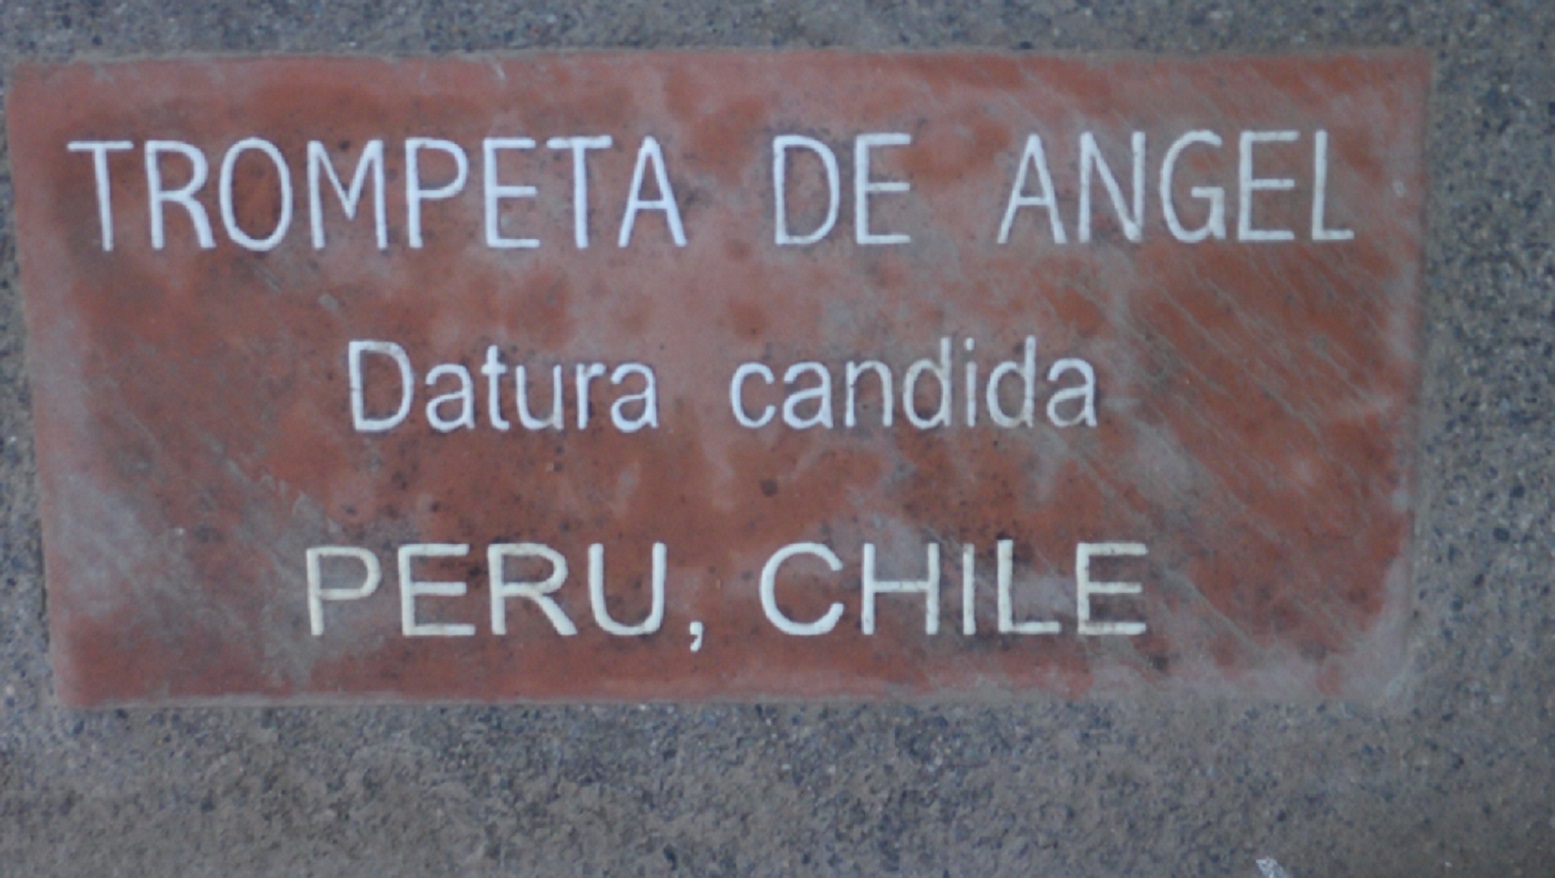 TROMPETA DE ANGEL
Datura candida
PERU, CHILE